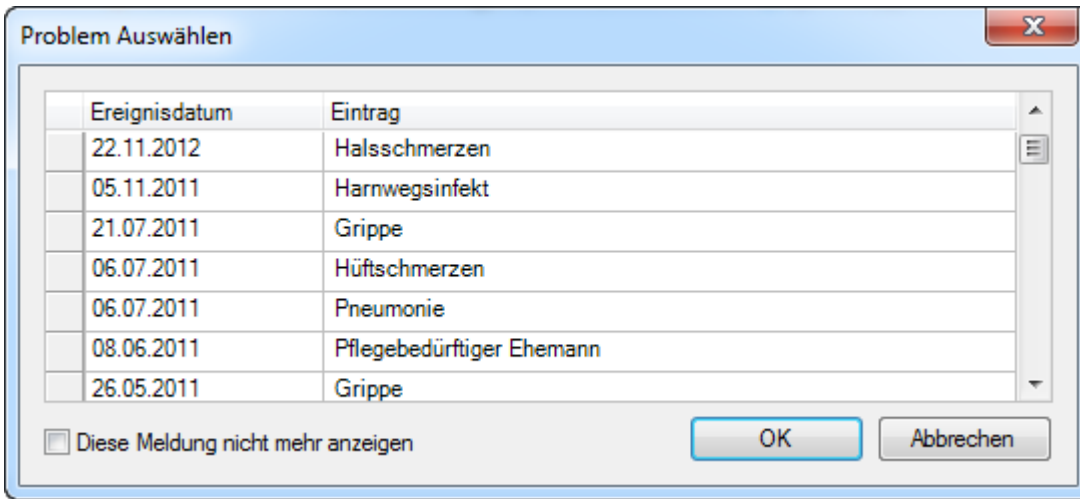 Problem Auswählen
Ereignisdatum Eintrag
22.11.2012 Halsschmerzen
05.11.2011 Harnwegsinfekt
21.07.2011 Grippe
06.07.2011 Hüftschmerzen
06.07.2011 Pneumonie
08.06.2011 Pflegebedürftiger Ehemann
26.05.2011 Grippe
Diese Meldung nicht mehr anzeigen OK Abbrechen